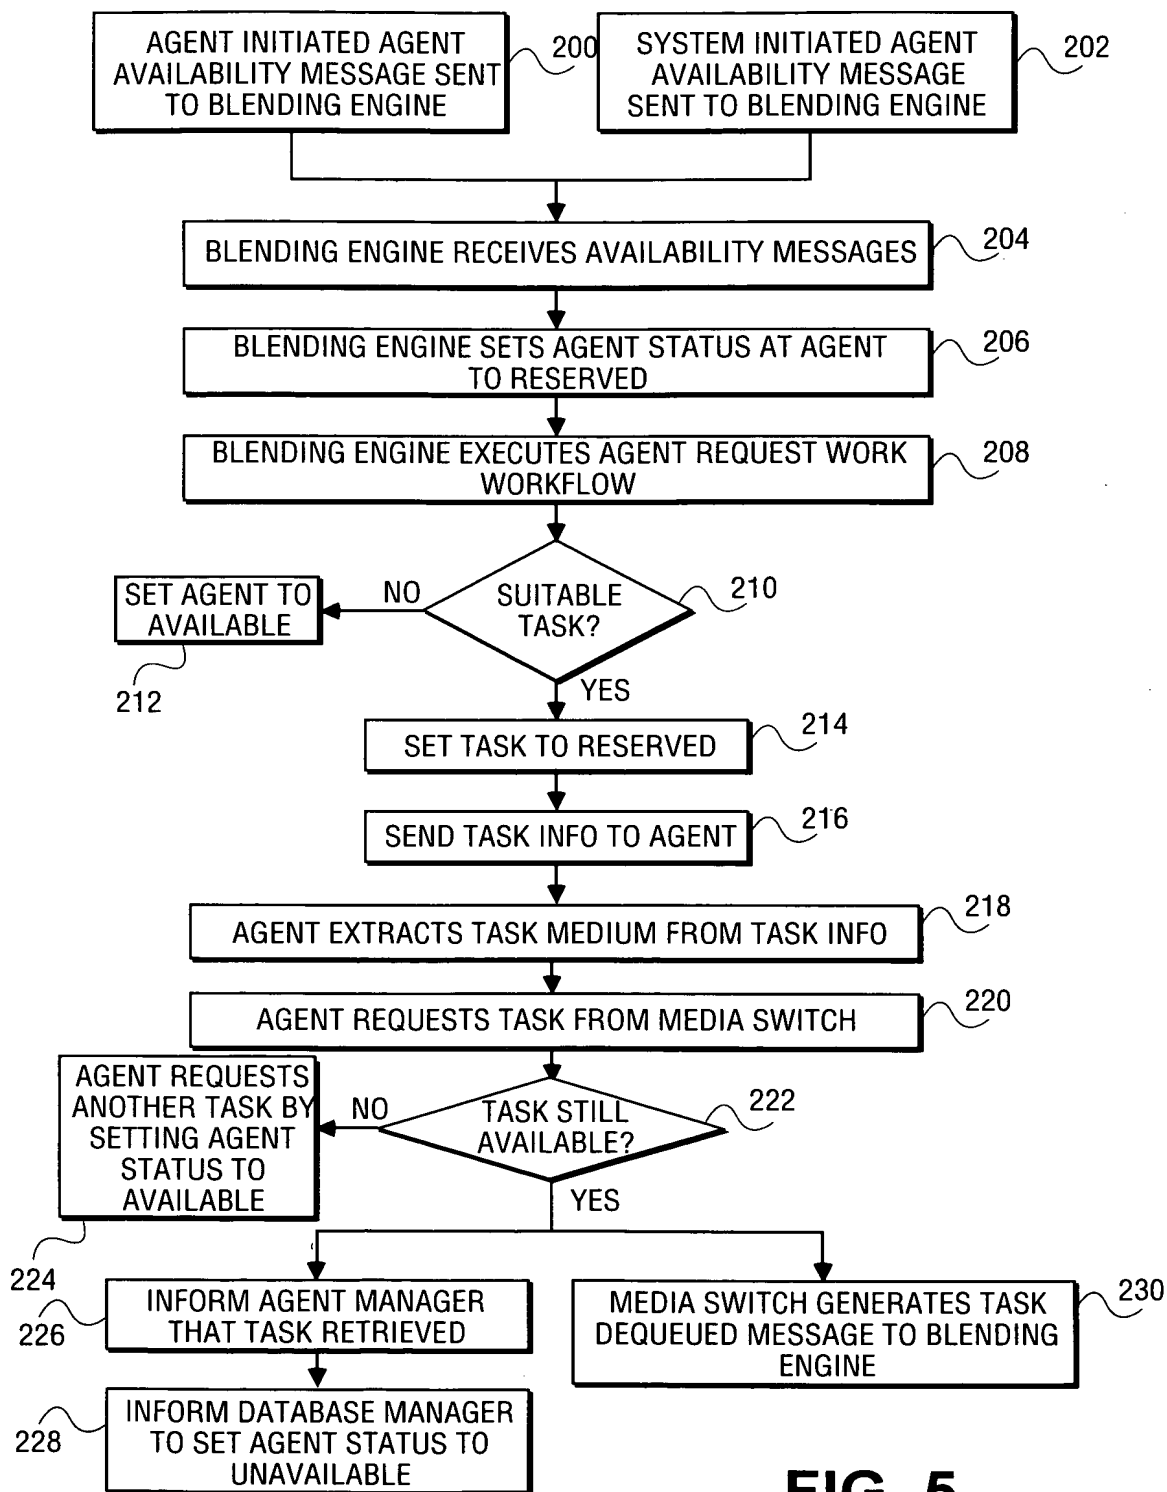 AGENT INITIATED AGENT
AVAILABILITY MESSAGE SENT
TO BLENDING ENGINE
200
SYSTEM INITIATED AGENT
AVAILABILITY MESSAGE
SENT TO BLENDING ENGINE
202
BLENDING ENGINE RECEIVES AVAILABILITY MESSAGES
204
BLENDING ENGINE SETS AGENT STATUS AT AGENT
TO RESERVED
206
BLENDING ENGINE EXECUTES AGENT REQUEST WORK
WORKFLOW
208
SUITABLE
TASK?
210
NO
SET AGENT TO
AVAILABLE
212
YES
SET TASK TO RESERVED
214
SEND TASK INFO TO AGENT
216
AGENT EXTRACTS TASK MEDIUM FROM TASK INFO
218
AGENT REQUESTS TASK FROM MEDIA SWITCH
220
TASK STILL
AVAILABLE?
222
NO
AGENT REQUESTS
ANOTHER TASK BY
SETTING AGENT
STATUS TO
AVAILABLE
224
YES
INFORM AGENT MANAGER
THAT TASK RETRIEVED
226
MEDIA SWITCH GENERATES TASK
DEQUEUED MESSAGE TO BLENDING
ENGINE
230
INFORM DATABASE MANAGER
TO SET AGENT STATUS TO
UNAVAILABLE
228
FIG. 5